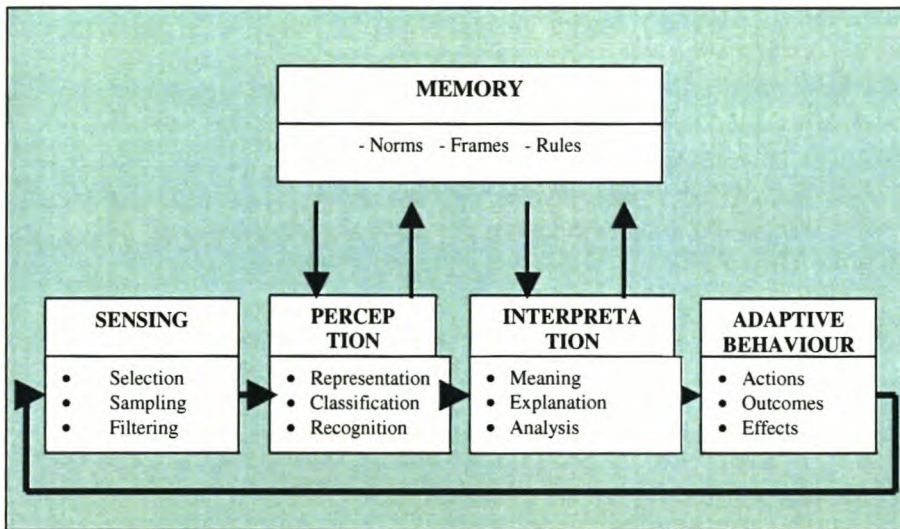 MEMORY
- Norms - Frames - Rules
SENSING
• Selection
• Sampling
• Filtering
PERCEP
TION
• Representation
• Classification
• Recognition
INTERPRETA
TION
• Meaning
• Explanation
• Analysis
ADAPTIVE
BEHAVIOUR
• Actions
• Outcomes
• Effects